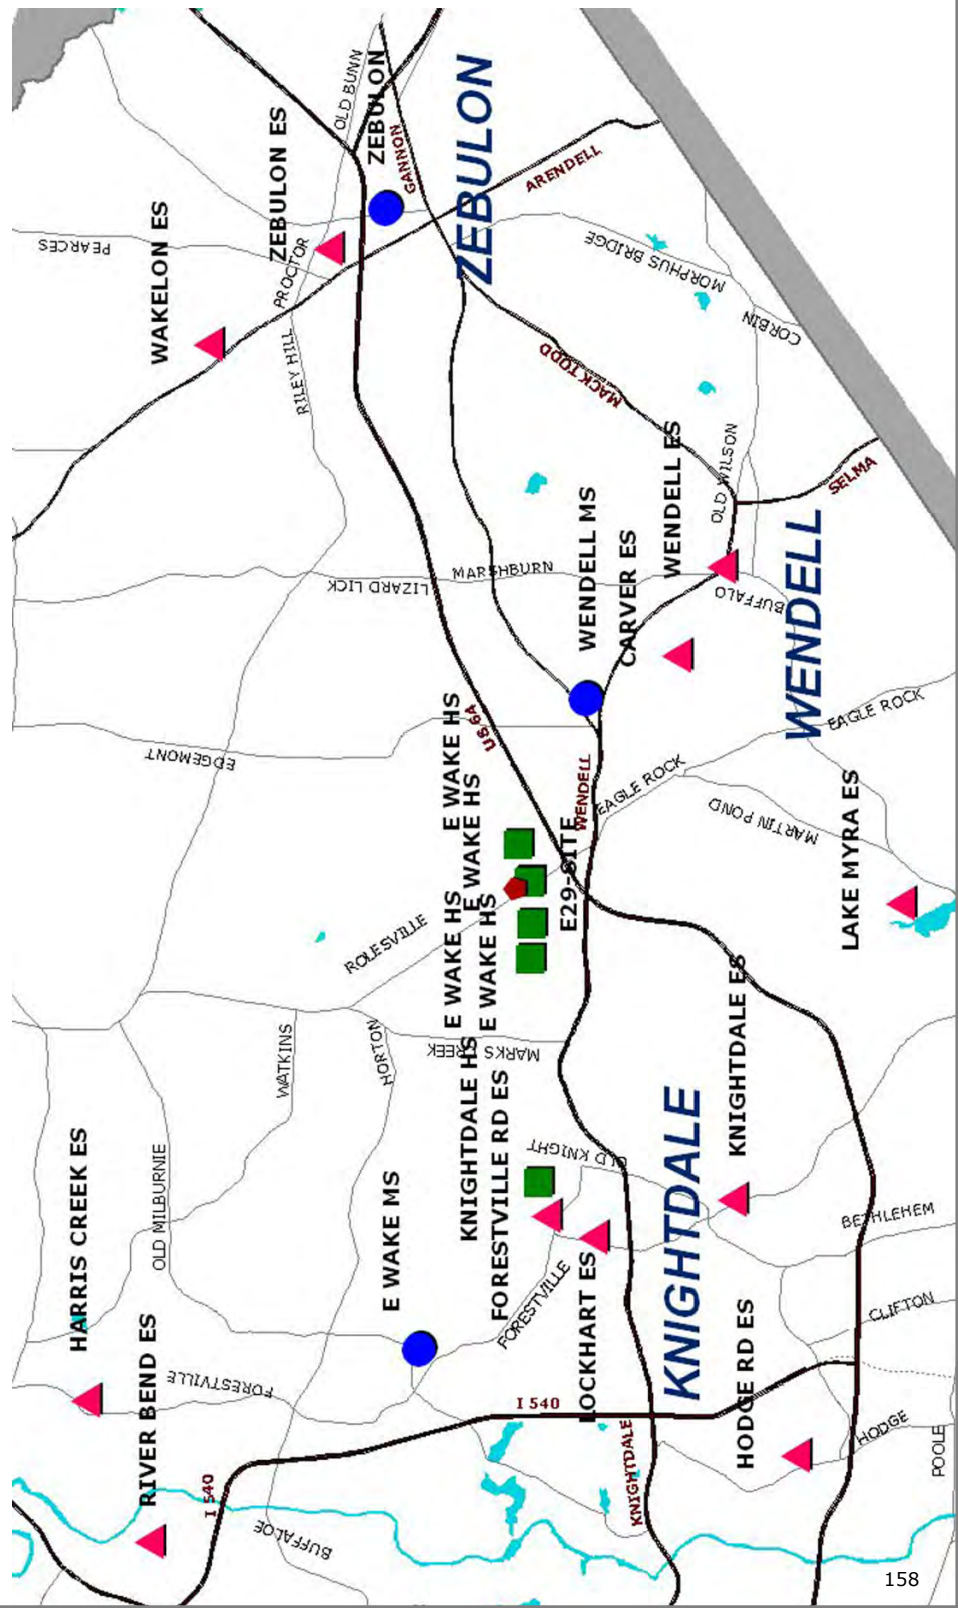 OLD BUNN
ZEBULON
GANNON
ZEBULON
ZEBULON ES
ARENDELL
WAKELON ES
PEARCES
PROCTOR
MORPHUS BRIDGE
CORBIN
RILEY HILL
MACK TODD
WENDELL ES
OLD WILSON
SELMA
WENDELL MS
CARVER ES
MARSHBURN
LIZARD LICK
BUFFALO
WENDELL
EAGLE ROCK
EDGEMONT
US 64
E WAKE HS
E WAKE HS
WENDELL
EAGLE ROCK
MARTIN POND
LAKE MYRA ES
E29-SITE
E WAKE HS
E WAKE HS
ROLESVILLE
KNIGHTDALE ES
WATKINS
HORTON
MARKS CREEK
KNIGHTDALE HS
FORESTVILLE RD ES
OLD KNIGHT
KNIGHTDALE
HARRIS CREEK ES
OLD MILBURNIE
E WAKE MS
BETHLEHEM
FORESTVILLE
LOCKHART ES
CLIFTON
HODGE RD ES
RIVER BEND ES
FORESTVILLE
I 540
HODGE
POOLE
KNIGHTDALE
I 540
BUFFALOE
158